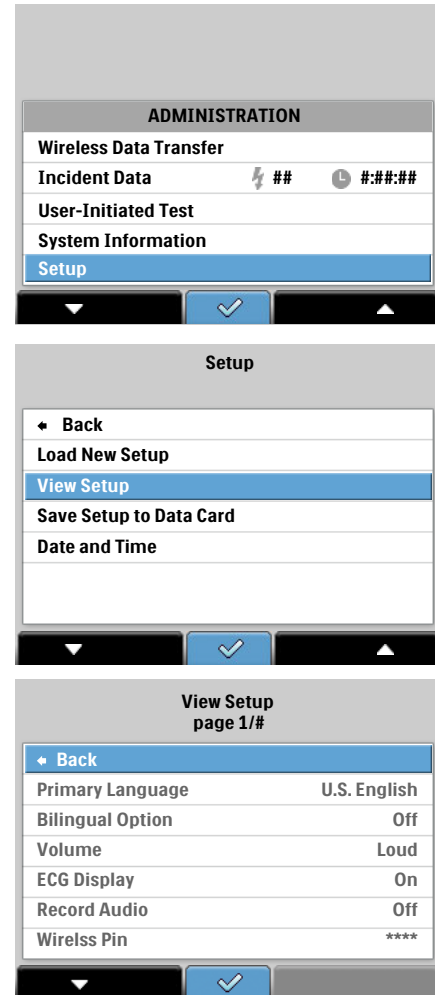 ADMINISTRATION
Wireless Data Transfer
Incident Data ## #:##:##
User-Initiated Test
System Information
Setup
Setup
Back
Load New Setup
View Setup
Save Setup to Data Card
Date and Time
View Setup
page 1/#
Back
Primary Language U.S. English
Bilingual Option Off
Volume Loud
ECG Display On
Record Audio Off
Wirelss Pin ****